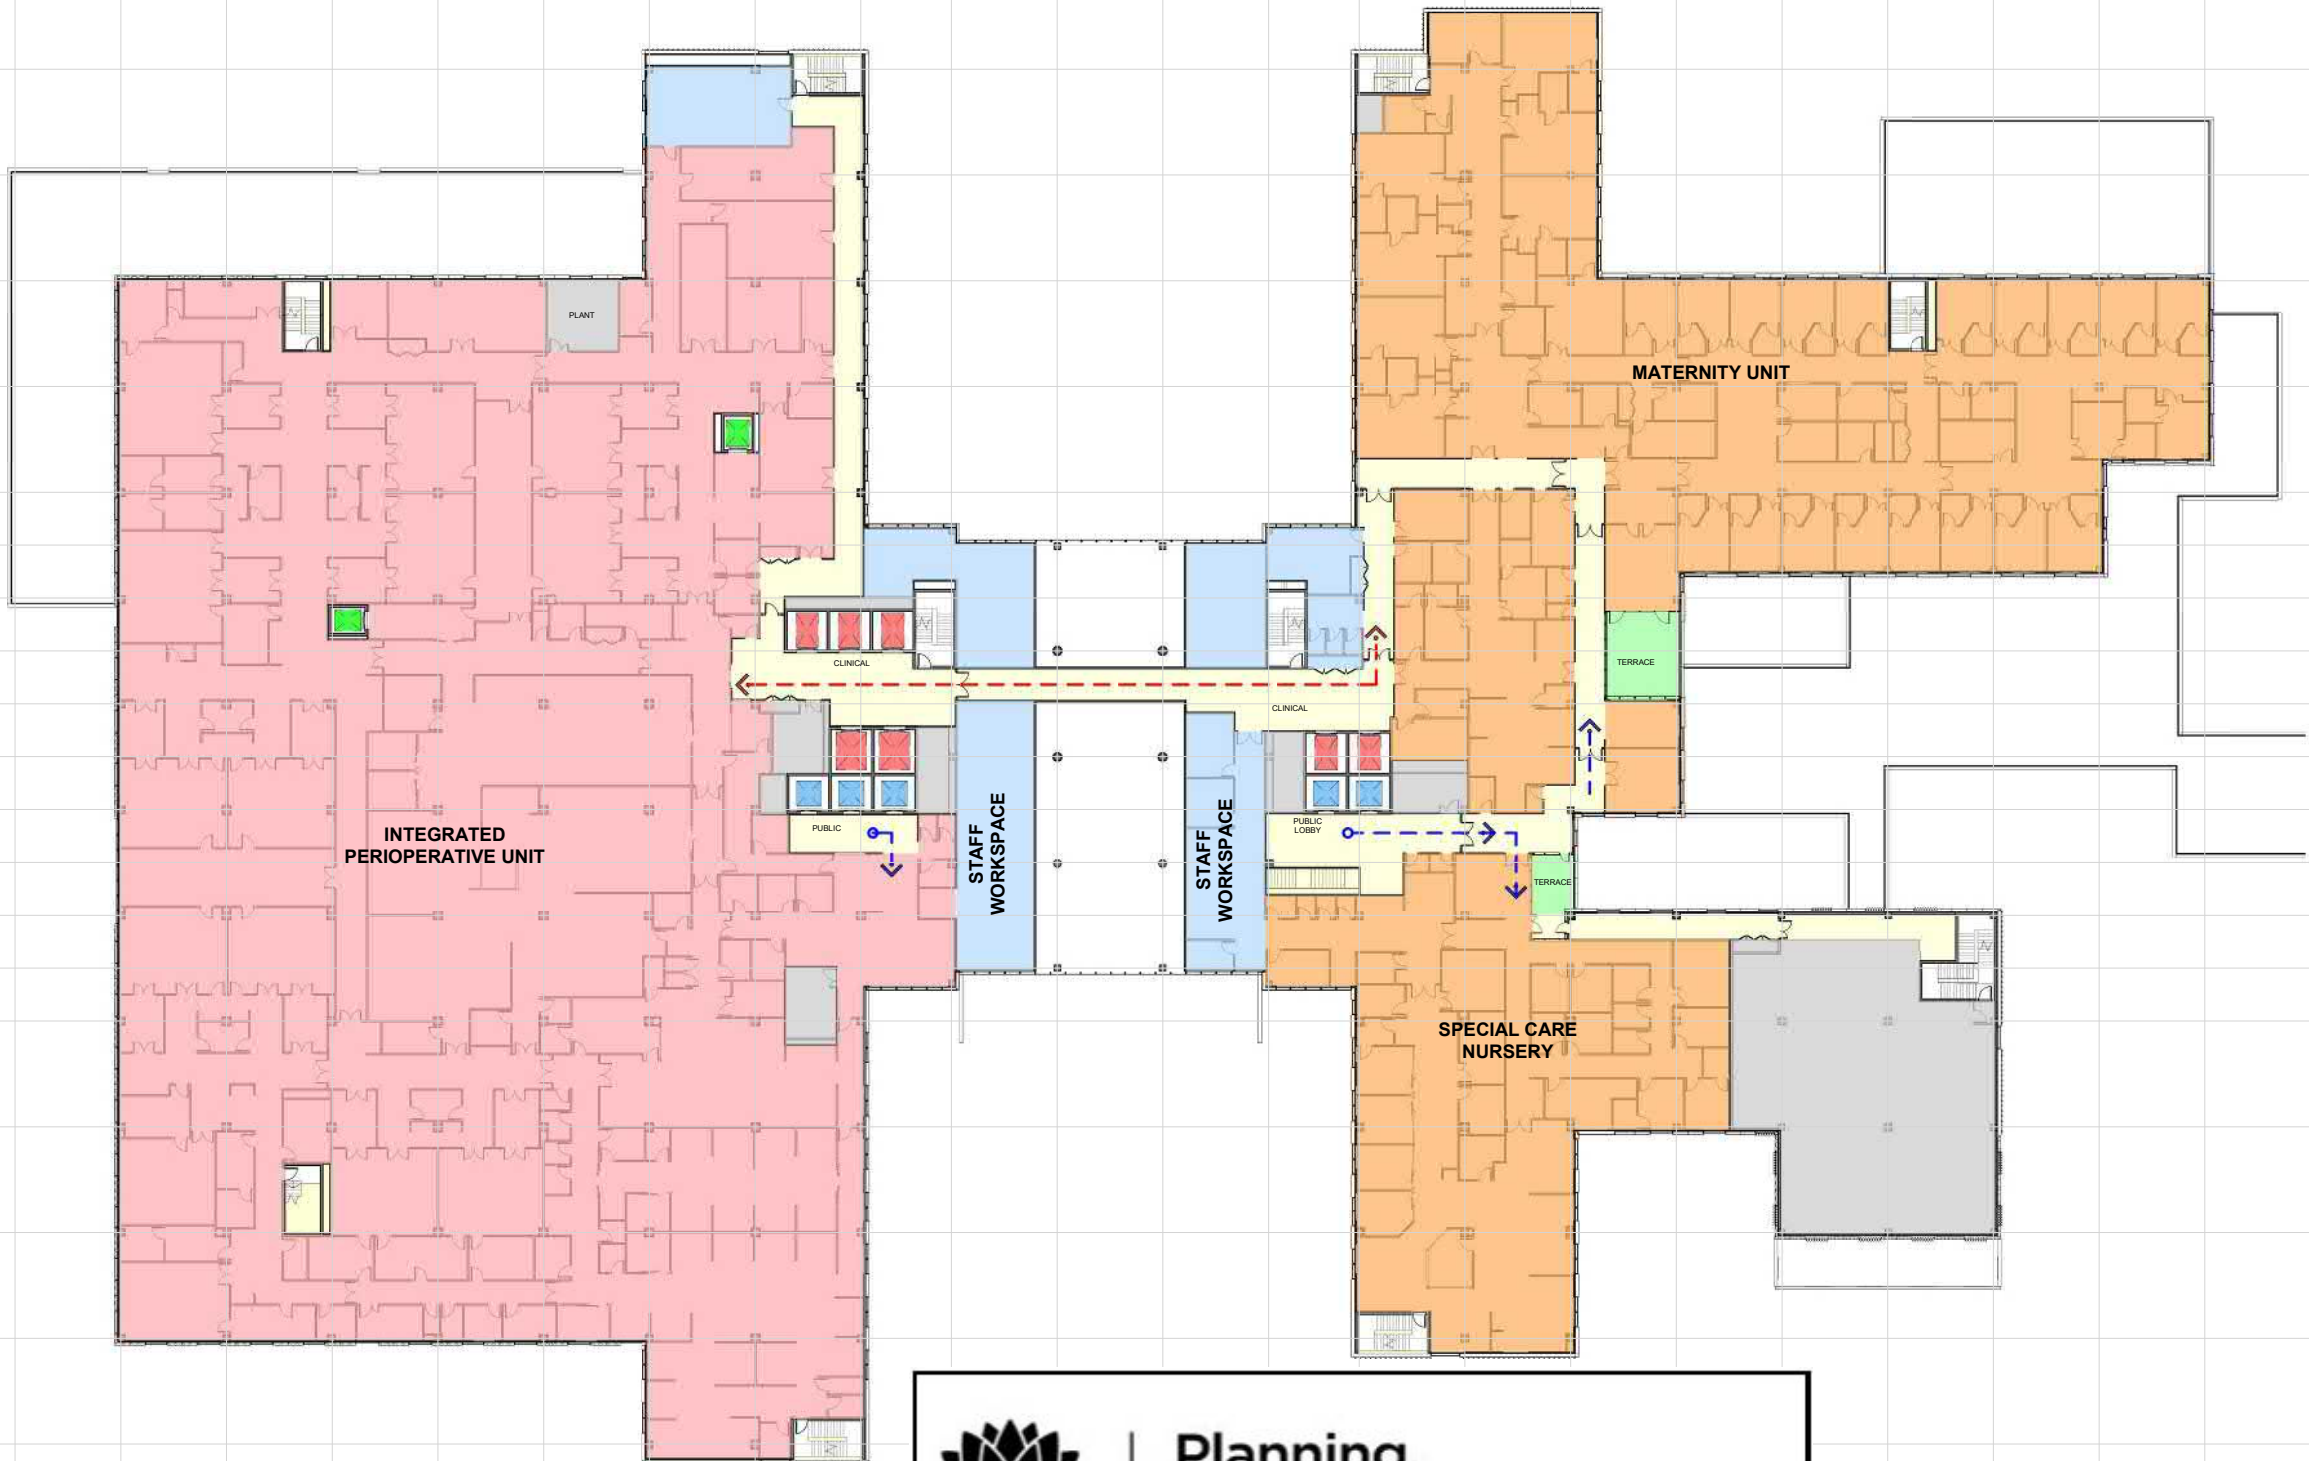 PLANT
MATERNITY UNIT
CLINICAL
TERRACE
CLINICAL
PUBLIC
PUBLIC
LOBBY
INTEGRATED
PERIOPERATIVE UNIT
STAFF
WORKSPACE
STAFF
WORKSPACE
TERRACE
SPECIAL CARE
NURSERY
Planning